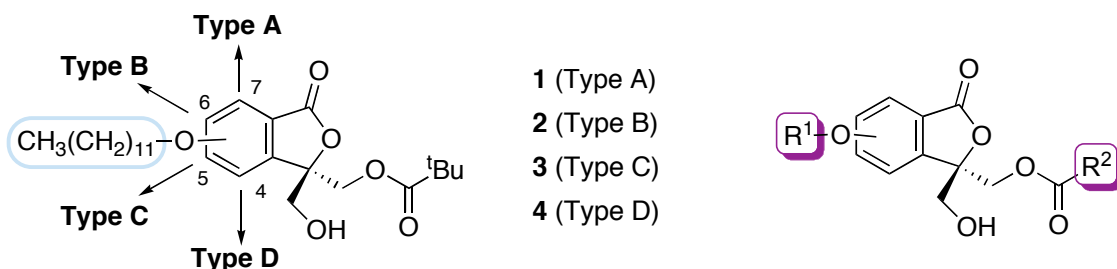 Type A
Type B
7
6
O
O
CH₃(CH₂)₁₁
O
5
4
O
ᵗBu
Type C
OH
O
Type D
1 (Type A)
2 (Type B)
3 (Type C)
4 (Type D)
O
R¹
O
O
O
R²
OH
O